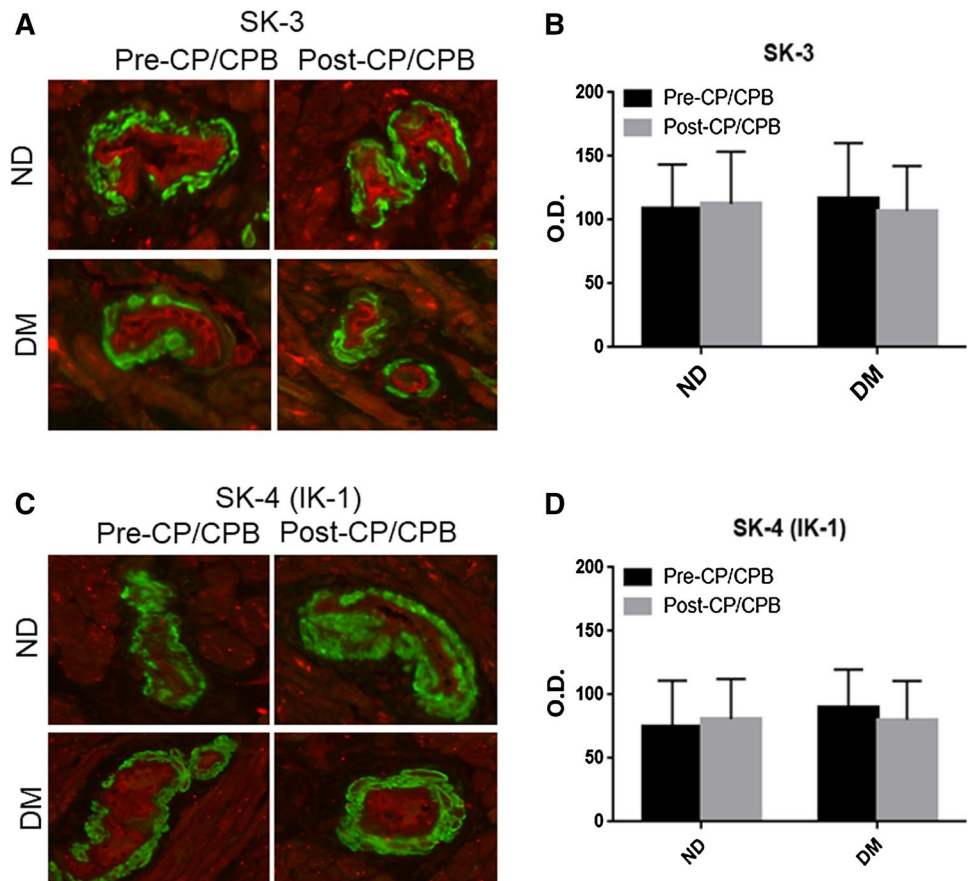 A
SK-3
Pre-CP/CPB Post-CP/CPB
ND
DM
B
SK-3
200
150
100
50
0
O.D.
Pre-CP/CPB
Post-CP/CPB
ND
DM
C
SK-4 (IK-1)
Pre-CP/CPB Post-CP/CPB
ND
DM
D
SK-4 (IK-1)
200
150
100
50
0
O.D.
Pre-CP/CPB
Post-CP/CPB
ND
DM